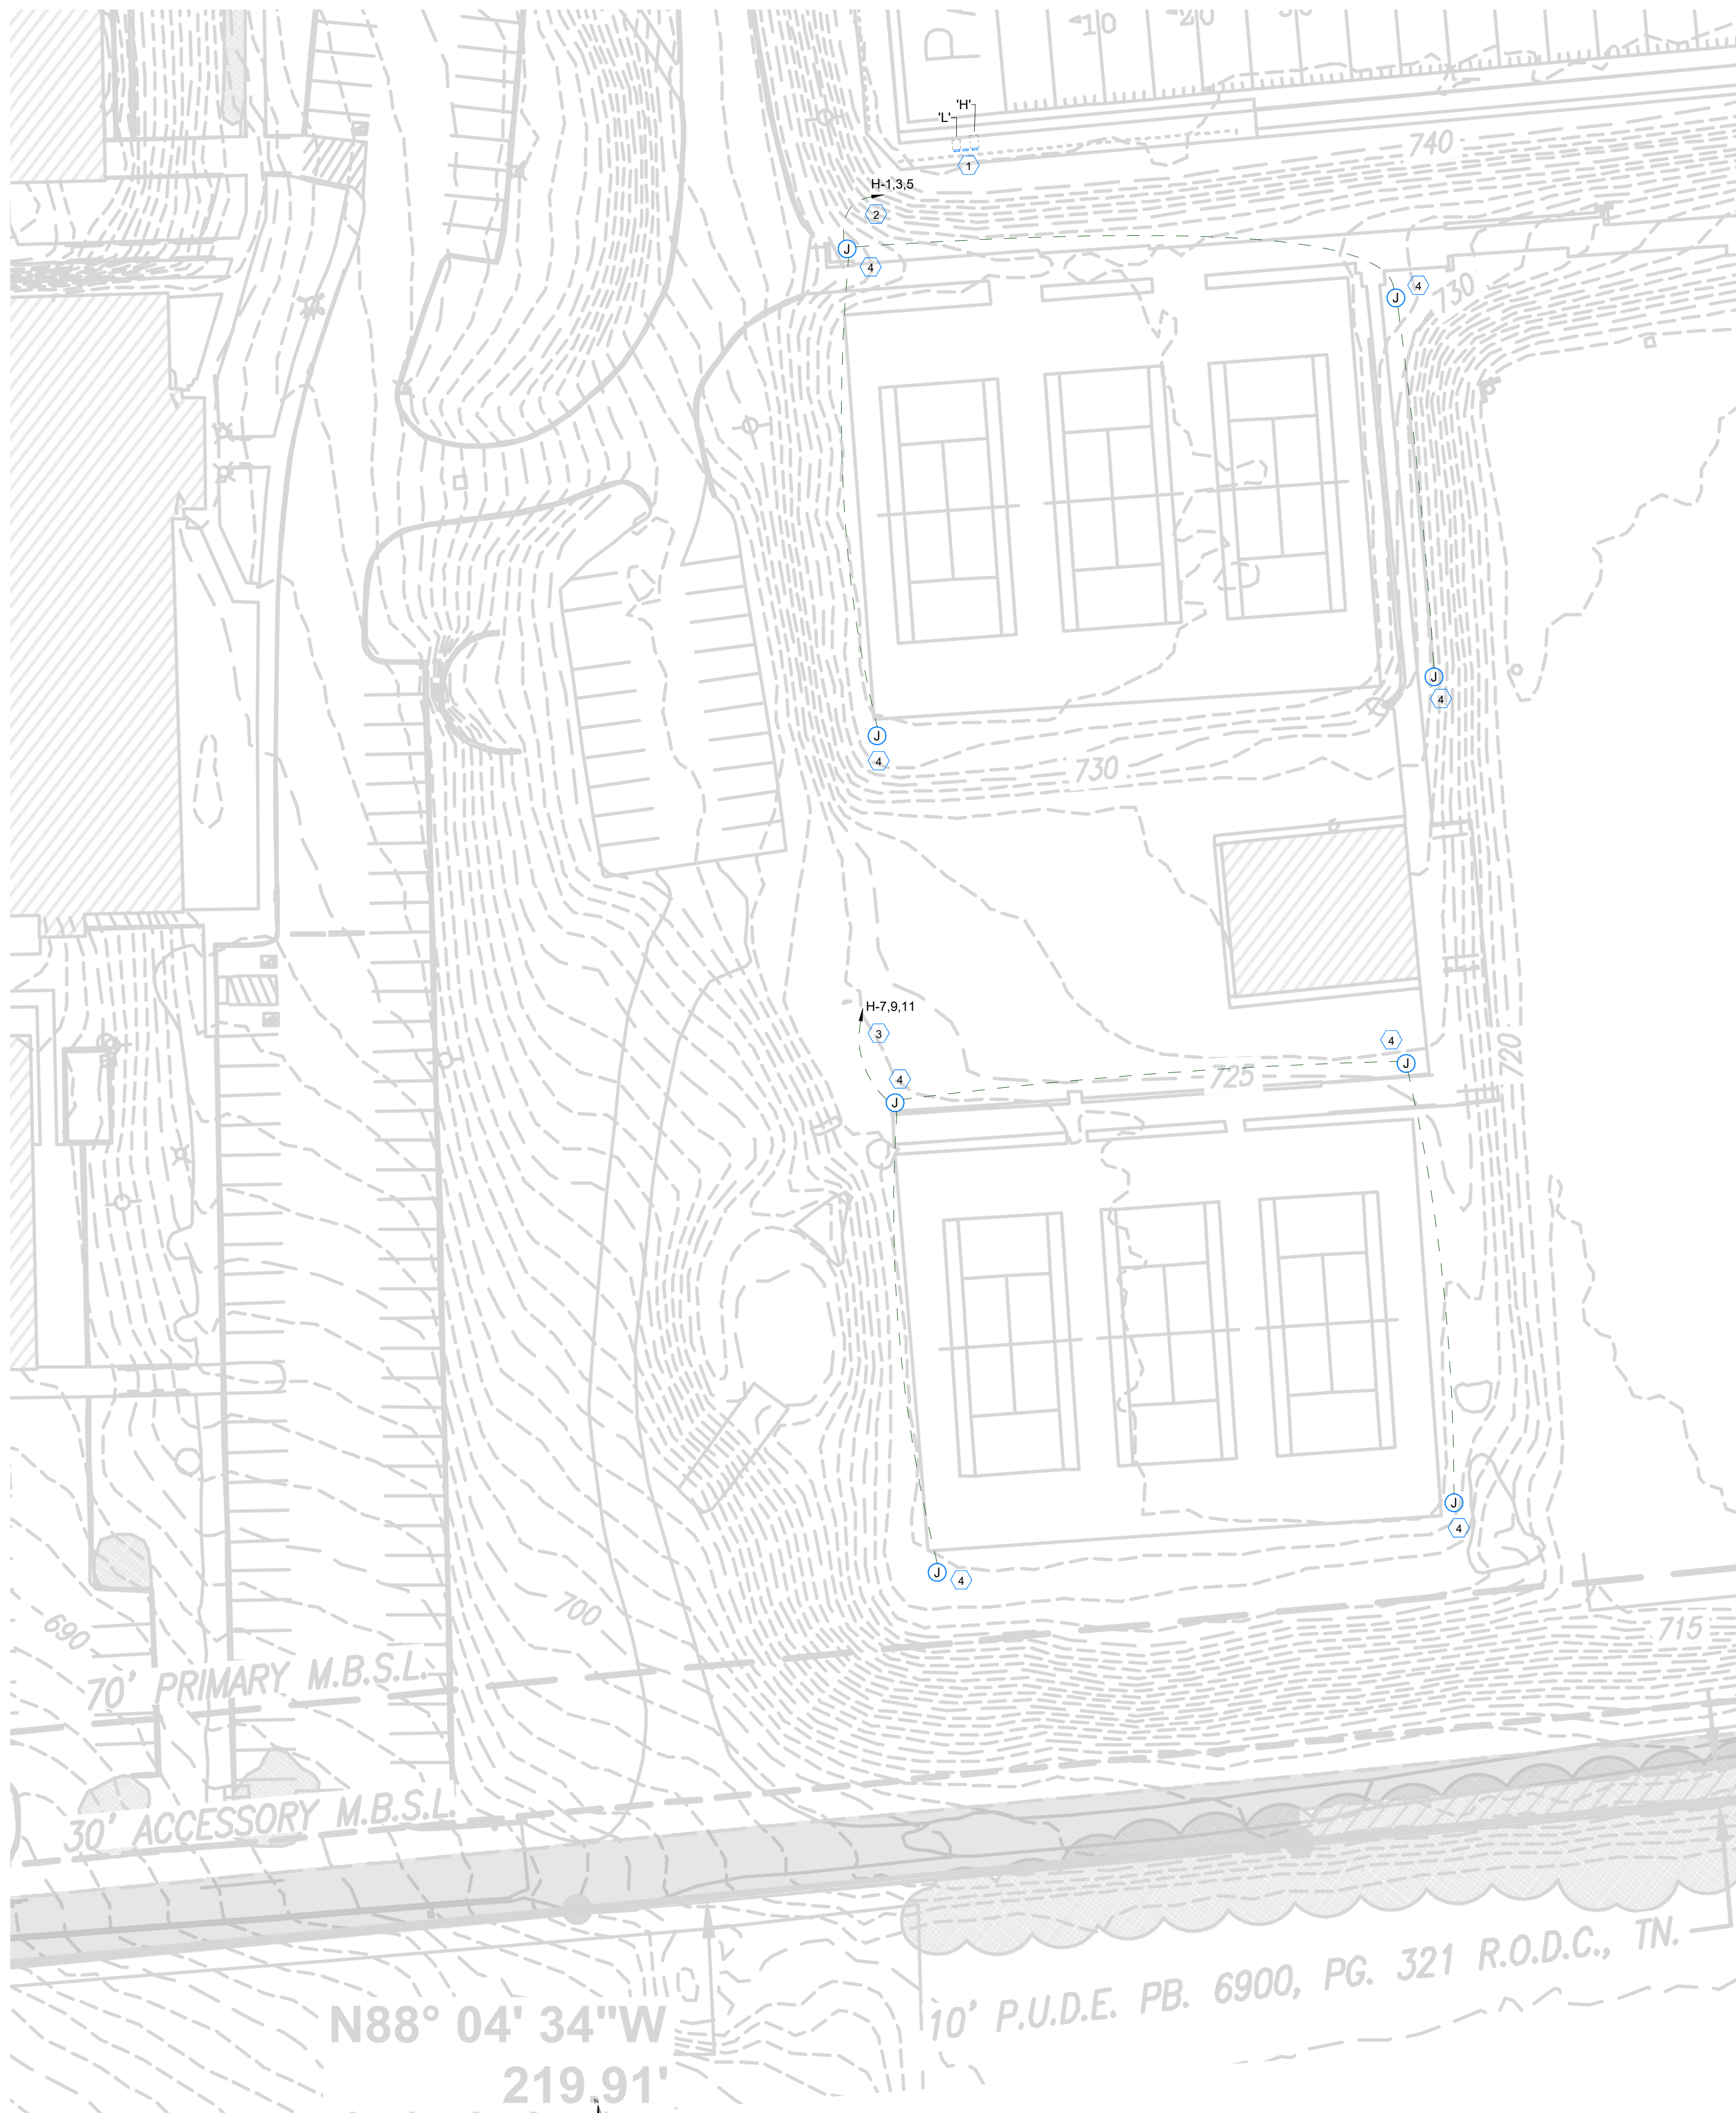 10 20 30
P
'H'
'L'
1
740
H-1,3,5
2
J
4
4
J
730
J
4
J
4
730
H-7,9,11
3
4
J
4
720
725
4
J
J
4
J
4
700
690
715
70' PRIMARY M.B.S.L.
30' ACCESSORY M.B.S.L.
10' P.U.D.E. PB. 6900, PG. 321 R.O.D.C., TN.
N88° 04' 34"W
219.91'
N